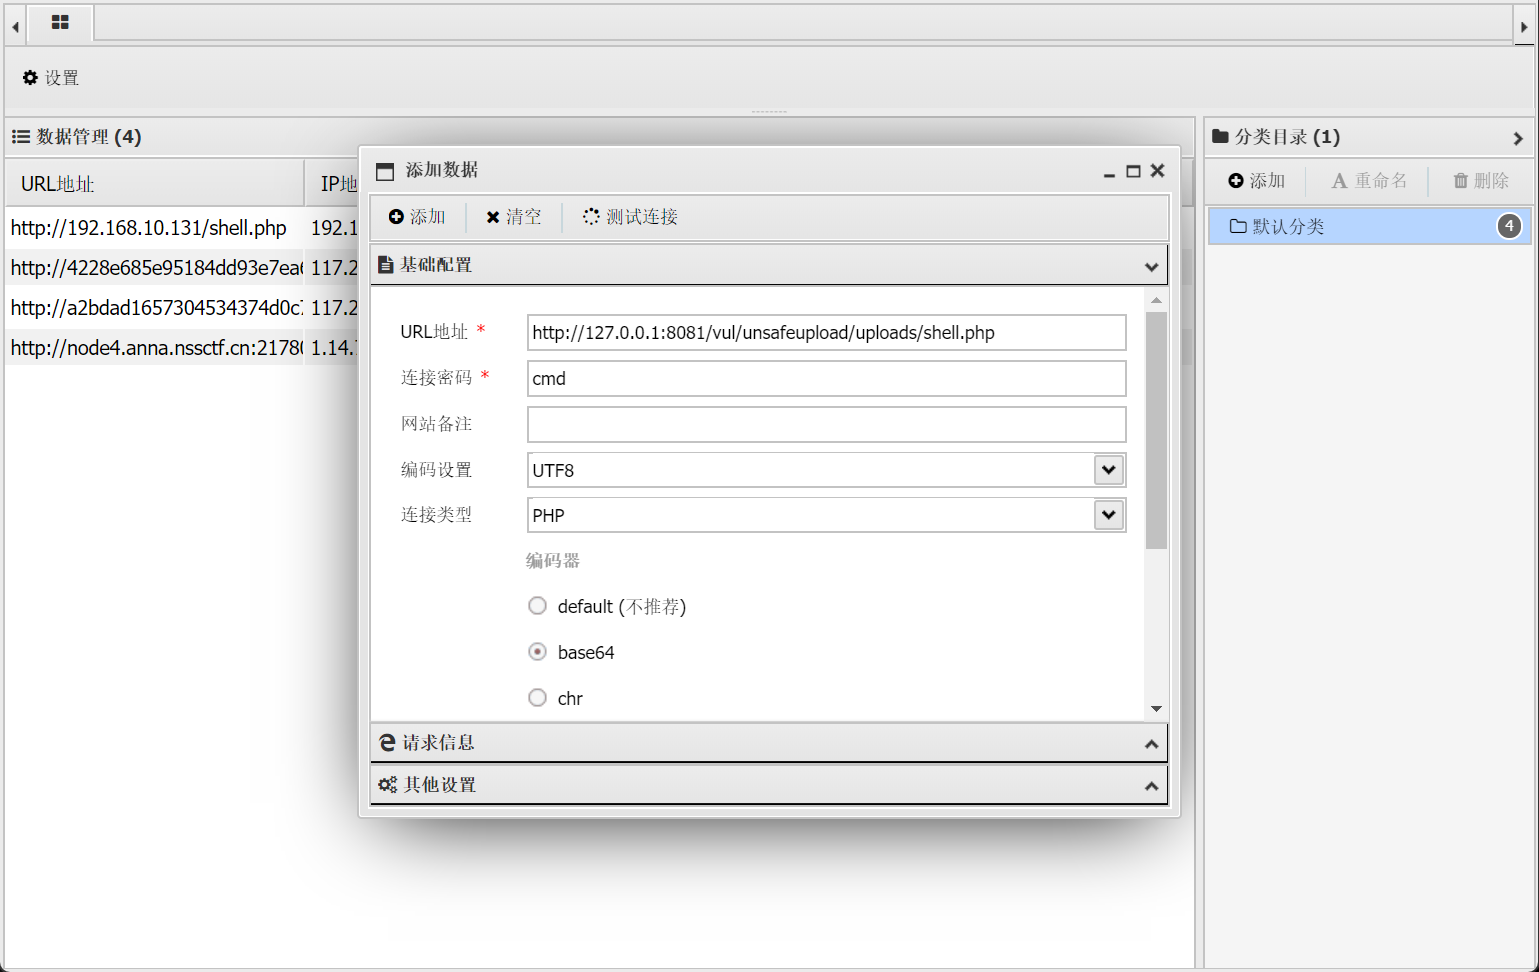 设置
数据管理 (4)
URL地址 IP地
http://192.168.10.131/shell.php 192.1
http://4228e685e95184dd93e7ea 117.2
http://a2bdad1657304534374d0c 117.2
http://node4.anna.nssctf.cn:2178 1.14.
添加数据
添加 清空 测试连接
基础配置
URL地址 * http://127.0.0.1:8081/vul/unsafeupload/uploads/shell.php
连接密码 * cmd
网站备注
编码设置 UTF8
连接类型 PHP
编码器
default (不推荐)
base64
chr
请求信息
其他设置
分类目录 (1)
添加 重命名 删除
默认分类 4